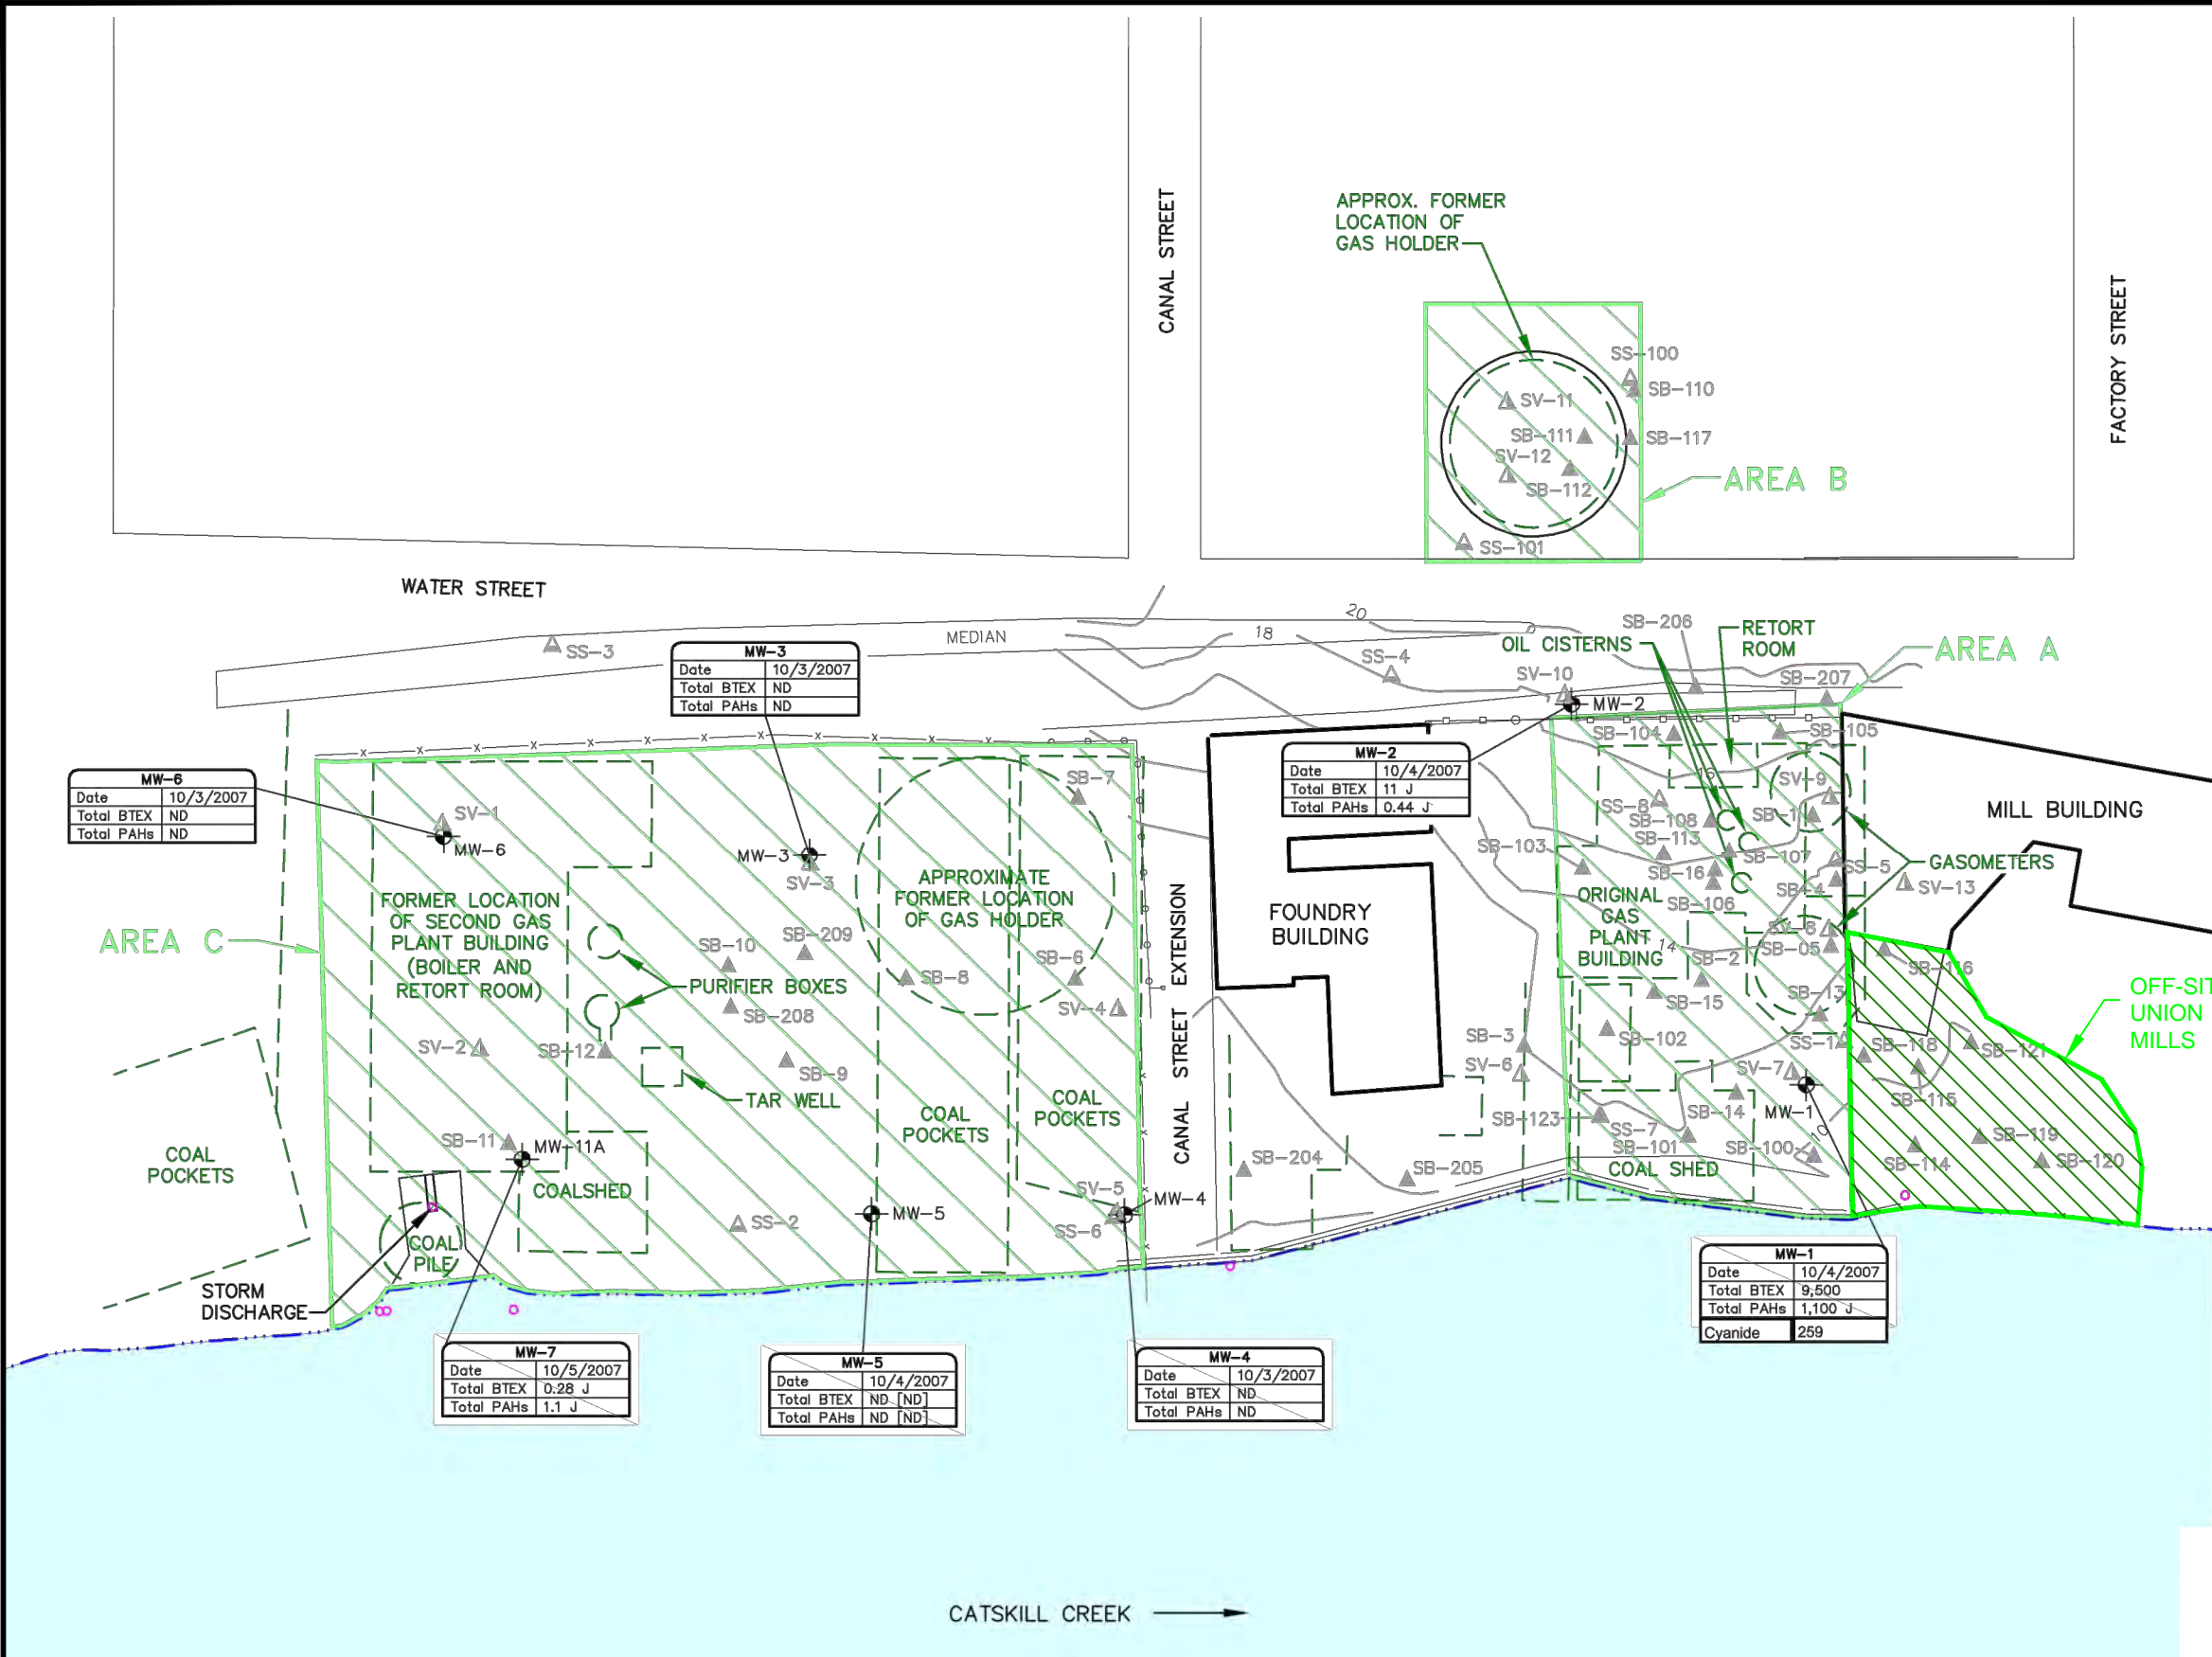 CANAL STREET
FACTORY STREET
APPROX. FORMER
LOCATION OF
GAS HOLDER
SS-100
SB-110
SV-11
SB-111
SB-117
SV-12
SB-112
SS-101
AREA B
WATER STREET
MEDIAN
SS-3
18
20
SS-4
SB-206
OIL CISTERNS
RETORT
ROOM
AREA A
SV-10
SB-207
MW-2
SB-104
SB-105
MW-3
Date 10/3/2007
Total BTEX ND
Total PAHs ND
MW-6
Date 10/3/2007
Total BTEX ND
Total PAHs ND
MW-2
Date 10/4/2007
Total BTEX 11 J
Total PAHs 0.44 J
SV-1
MW-6
MW-3
SV-3
SB-7
16
SV-9
SS-8
SB-108
SB-1
SB-113
SB-103
SB-107
SS-5
SB-16
SB-4
SB-106
SV-13
MILL BUILDING
GASOMETERS
FORMER LOCATION
OF SECOND GAS
PLANT BUILDING
(BOILER AND
RETORT ROOM)
APPROXIMATE
FORMER LOCATION
OF GAS HOLDER
FOUNDRY
BUILDING
ORIGINAL
GAS
PLANT
BUILDING
14
SV-8
SB-05
SB-2
SB-15
SB-13
SB-116
AREA C
SB-10
SB-209
SB-8
SB-6
SV-4
PURIFIER BOXES
SB-208
SV-2
SB-12
SB-9
TAR WELL
CANAL STREET EXTENSION
SB-3
SV-6
SB-102
SS-1
SB-118
SB-121
SV-7
SB-115
SB-14
MW-1
OFF-SIT
UNION
MILLS
COAL
POCKETS
COAL
POCKETS
COAL
POCKETS
SB-11
MW-11A
COALSHED
SB-123
SS-7
SB-101
SB-100
10
SB-119
SB-114
SB-120
SB-204
SB-205
COAL SHED
SV-5
MW-4
SS-6
SS-2
MW-5
COAL
PILE
STORM
DISCHARGE
MW-7
Date 10/5/2007
Total BTEX 0.28 J
Total PAHs 1.1 J
MW-5
Date 10/4/2007
Total BTEX ND [ND]
Total PAHs ND [ND]
MW-4
Date 10/3/2007
Total BTEX ND
Total PAHs ND
MW-1
Date 10/4/2007
Total BTEX 9,500
Total PAHs 1,100 J
Cyanide 259
CATSKILL CREEK